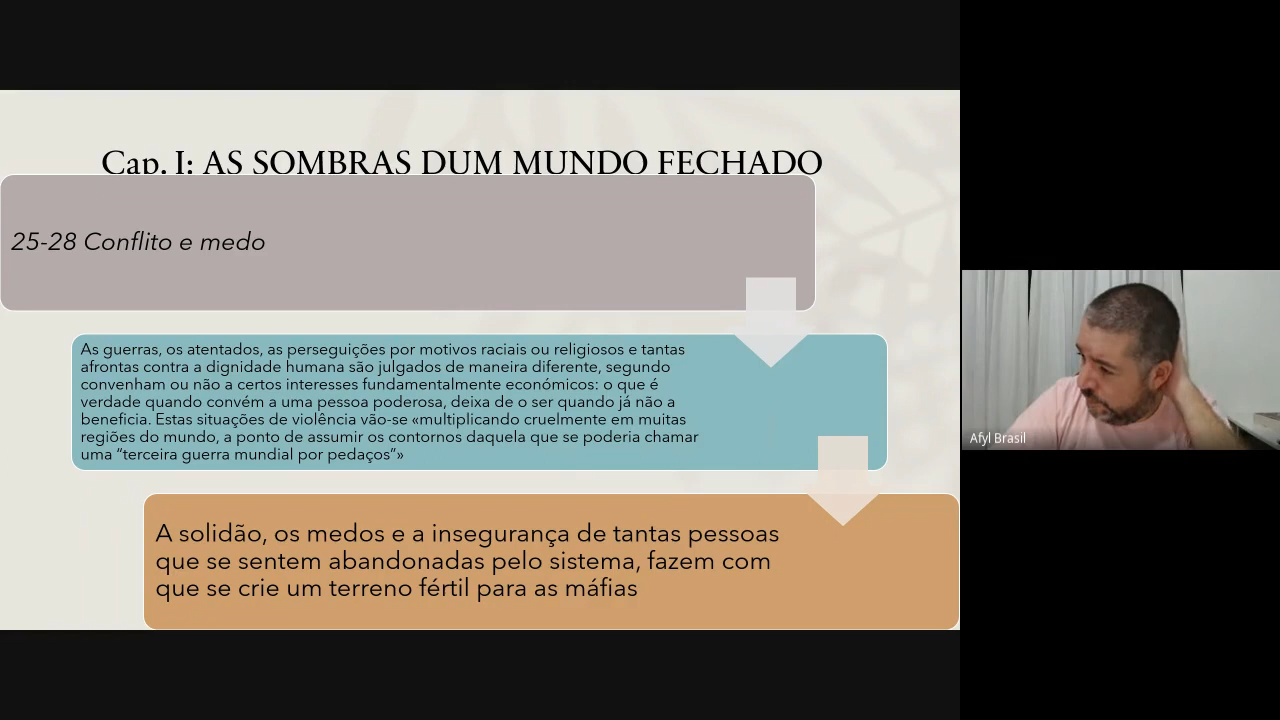 Cap. I: AS SOMBRAS DUM MUNDO FECHADO
25-28 Conflito e medo
As guerras, os atentados, as perseguições por motivos raciais ou religiosos e tantas
afrontas contra a dignidade humana são julgados de maneira diferente, segundo
convenham ou não a certos interesses fundamentalmente económicos: o que é
verdade quando convém a uma pessoa poderosa, deixa de o ser quando já não a
beneficia. Estas situações de violência vão-se «multiplicando cruelmente em muitas
regiões do mundo, a ponto de assumir os contornos daquela que se poderia chamar
uma “terceira guerra mundial por pedaços”»
A solidão, os medos e a insegurança de tantas pessoas
que se sentem abandonadas pelo sistema, fazem com
que se crie um terreno fértil para as máfias
Afyl Brasil